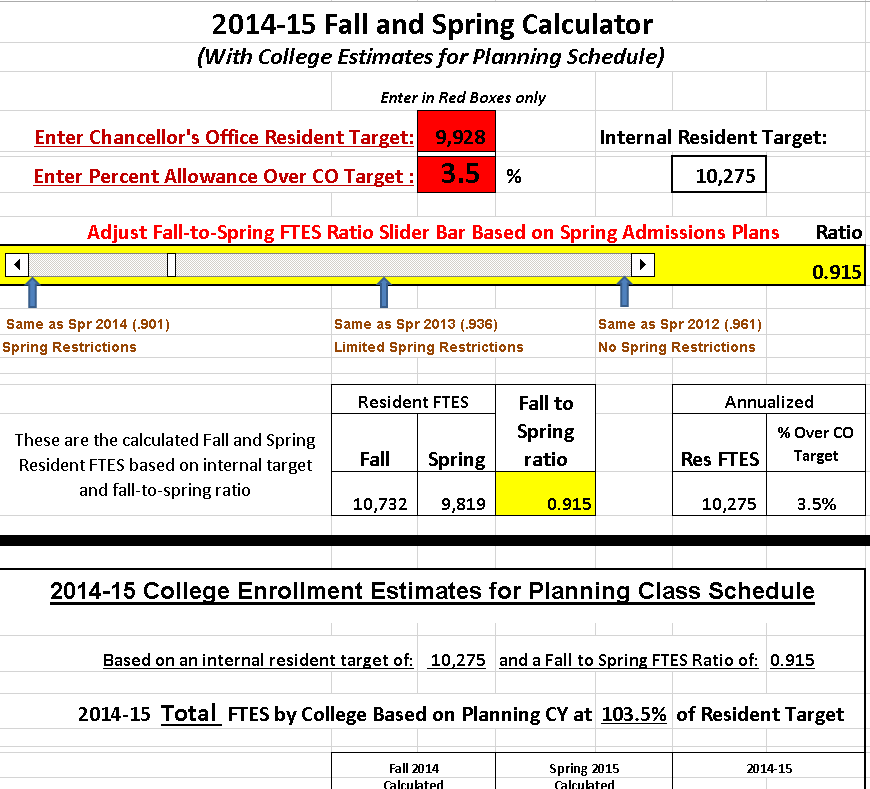 2014-15 Fall and Spring Calculator
(With College Estimates for Planning Schedule)
Enter in Red Boxes only
Enter Chancellor's Office Resident Target: 9,928 Internal Resident Target:
Enter Percent Allowance Over CO Target : 3.5 % 10,275
Adjust Fall-to-Spring FTES Ratio Slider Bar Based on Spring Admissions Plans Ratio
0.915
Same as Spr 2014 (.901) Same as Spr 2013 (.936) Same as Spr 2012 (.961)
Spring Restrictions Limited Spring Restrictions No Spring Restrictions
Resident FTES Fall to Annualized
Spring % Over CO
These are the calculated Fall and Spring
Resident FTES based on internal target Fall Spring ratio Res FTES Target
and fall-to-spring ratio
10,732 9,819 0.915 10,275 3.5%
2014-15 College Enrollment Estimates for Planning Class Schedule
Based on an internal resident target of: 10,275 and a Fall to Spring FTES Ratio of: 0.915
2014-15 Total FTES by College Based on Planning CY at 103.5% of Resident Target
Fall 2014 Spring 2015 2014-15
Calculated Calculated